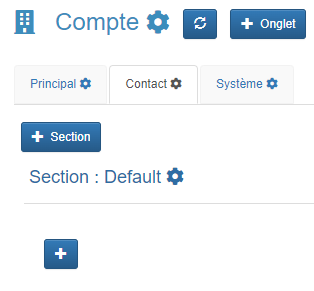 Compte
Onglet
Principal
Contact
Système
Section
Section : Default